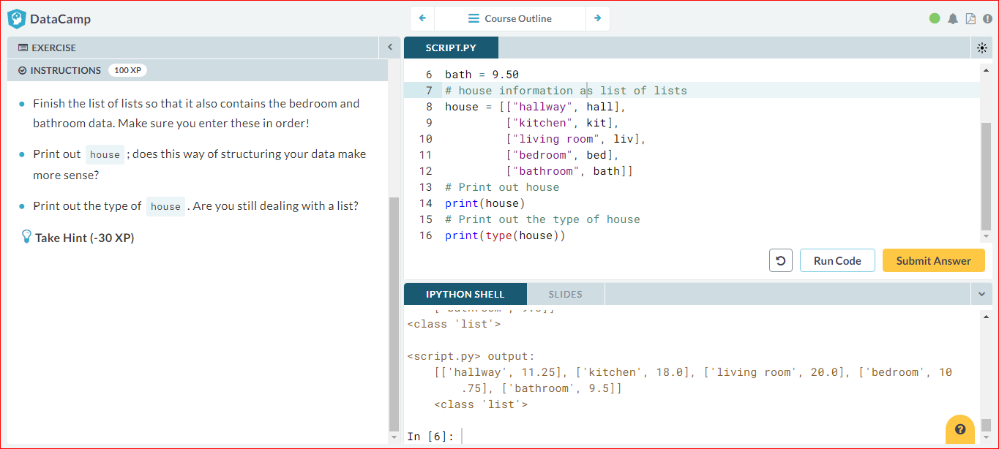 DataCamp
Course Outline
EXERCISE
INSTRUCTIONS 100 XP
Finish the list of lists so that it also contains the bedroom and
bathroom data. Make sure you enter these in order!
Print out house ; does this way of structuring your data make
more sense?
Print out the type of house . Are you still dealing with a list?
Take Hint (-30 XP)
SCRIPT.PY
6 bath = 9.50
7 # house information as list of lists
8 house = [["hallway", hall],
9 ["kitchen", kit],
10 ["living room", liv],
11 ["bedroom", bed],
12 ["bathroom", bath]]
13 # Print out house
14 print(house)
15 # Print out the type of house
16 print(type(house))
Run Code Submit Answer
IPYTHON SHELL SLIDES
<class 'list'>
<script.py> output:
[['hallway', 11.25], ['kitchen', 18.0], ['living room', 20.0], ['bedroom', 10
.75], ['bathroom', 9.5]]
<class 'list'>
In [6]: